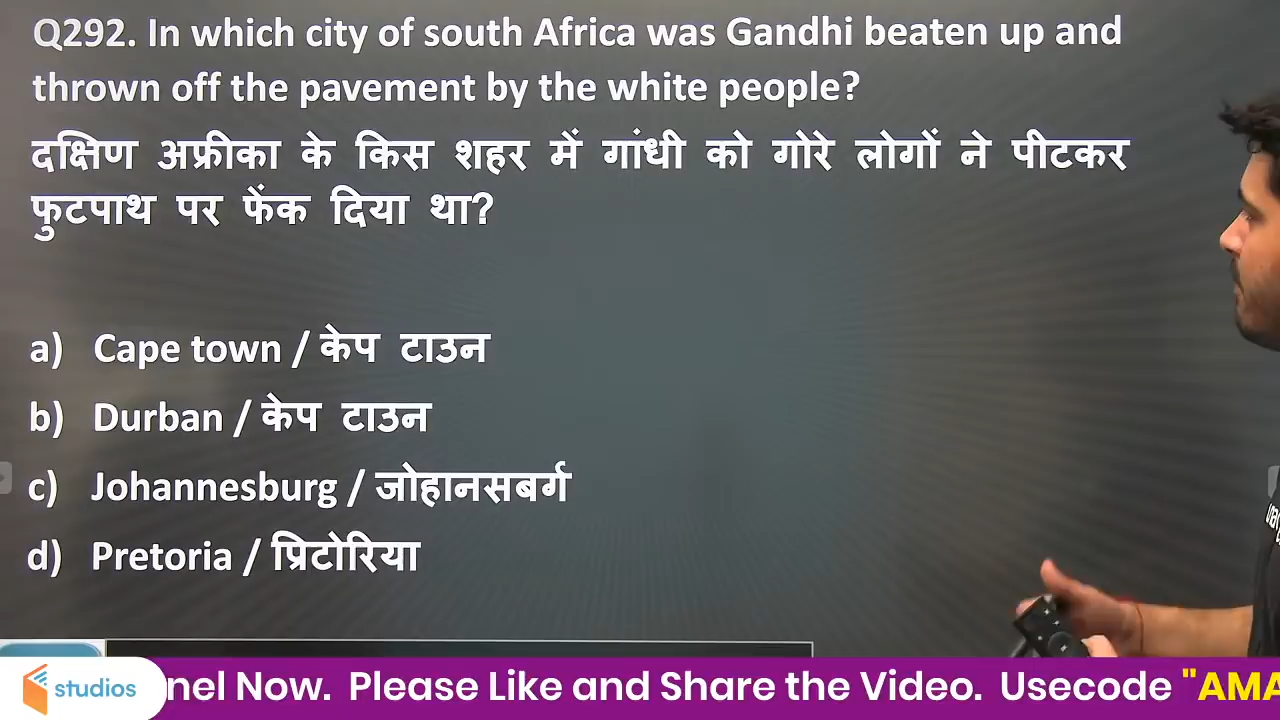 Q292. In which city of south Africa was Gandhi beaten up and
thrown off the pavement by the white people?
दक्षिण अफ्रीका के किस शहर में गांधी को गोरे लोगों ने पीटकर
फुटपाथ पर फेंक दिया था?
a) Cape town / केप टाउन
b) Durban / केप टाउन
c) Johannesburg / जोहानसबर्ग
d) Pretoria / प्रिटोरिया
studios
nel Now. Please Like and Share the Video. Usecode "AMA